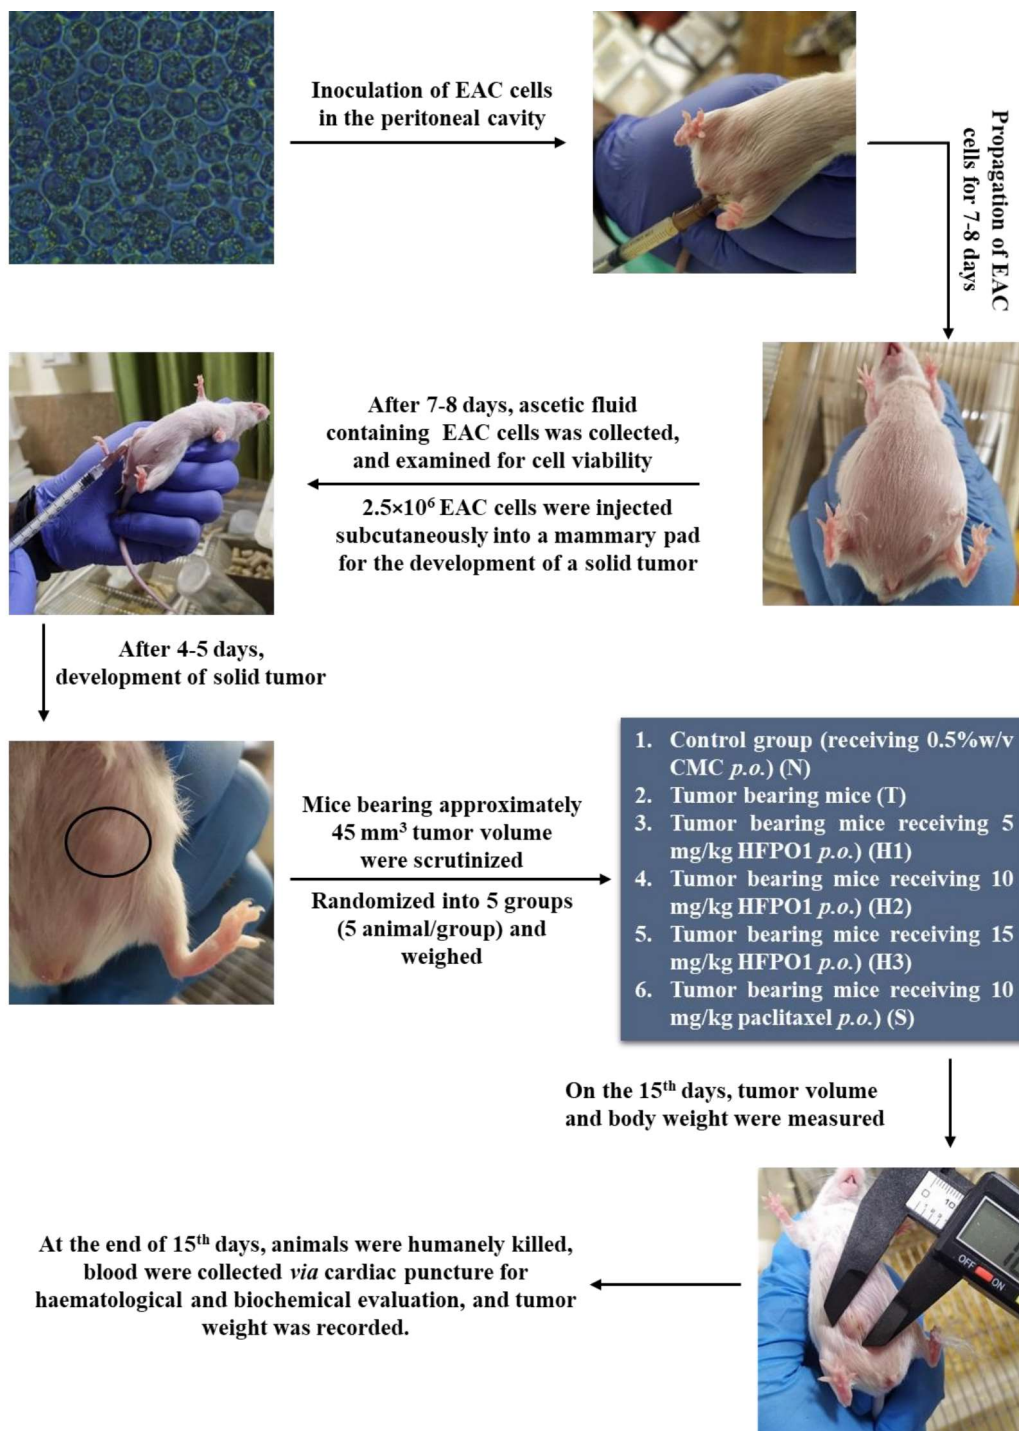 Inoculation of EAC cells
in the peritoneal cavity
Propagation of EAC
cells for 7-8 days
After 7-8 days, ascetic fluid
containing EAC cells was collected,
and examined for cell viability
2.5×10⁶ EAC cells were injected
subcutaneously into a mammary pad
for the development of a solid tumor
After 4-5 days,
development of solid tumor
Mice bearing approximately
45 mm³ tumor volume
were scrutinized
Randomized into 5 groups
(5 animal/group) and
weighed
1. Control group (receiving 0.5%w/v
CMC p.o.) (N)
2. Tumor bearing mice (T)
3. Tumor bearing mice receiving 5
mg/kg HFPO1 p.o.) (H1)
4. Tumor bearing mice receiving 10
mg/kg HFPO1 p.o.) (H2)
5. Tumor bearing mice receiving 15
mg/kg HFPO1 p.o.) (H3)
6. Tumor bearing mice receiving 10
mg/kg paclitaxel p.o.) (S)
On the 15ᵗʰ days, tumor volume
and body weight were measured
OFF ON
At the end of 15ᵗʰ days, animals were humanely killed,
blood were collected via cardiac puncture for
haematological and biochemical evaluation, and tumor
weight was recorded.